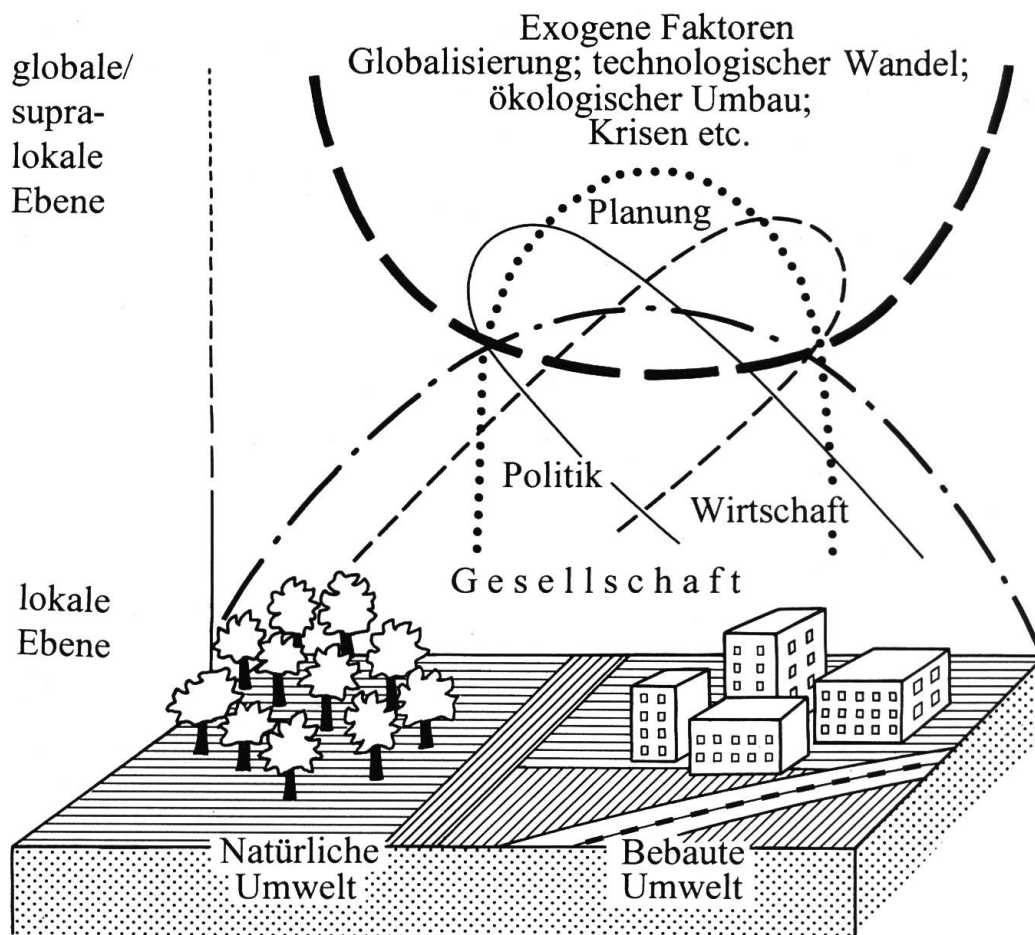 Exogene Faktoren
Globalisierung; technologischer Wandel;
ökologischer Umbau;
Krisen etc.
globale/
supra-
lokale
Ebene
Planung
Politik
Wirtschaft
Gesellschaft
lokale
Ebene
Natürliche
Umwelt
Bebaute
Umwelt